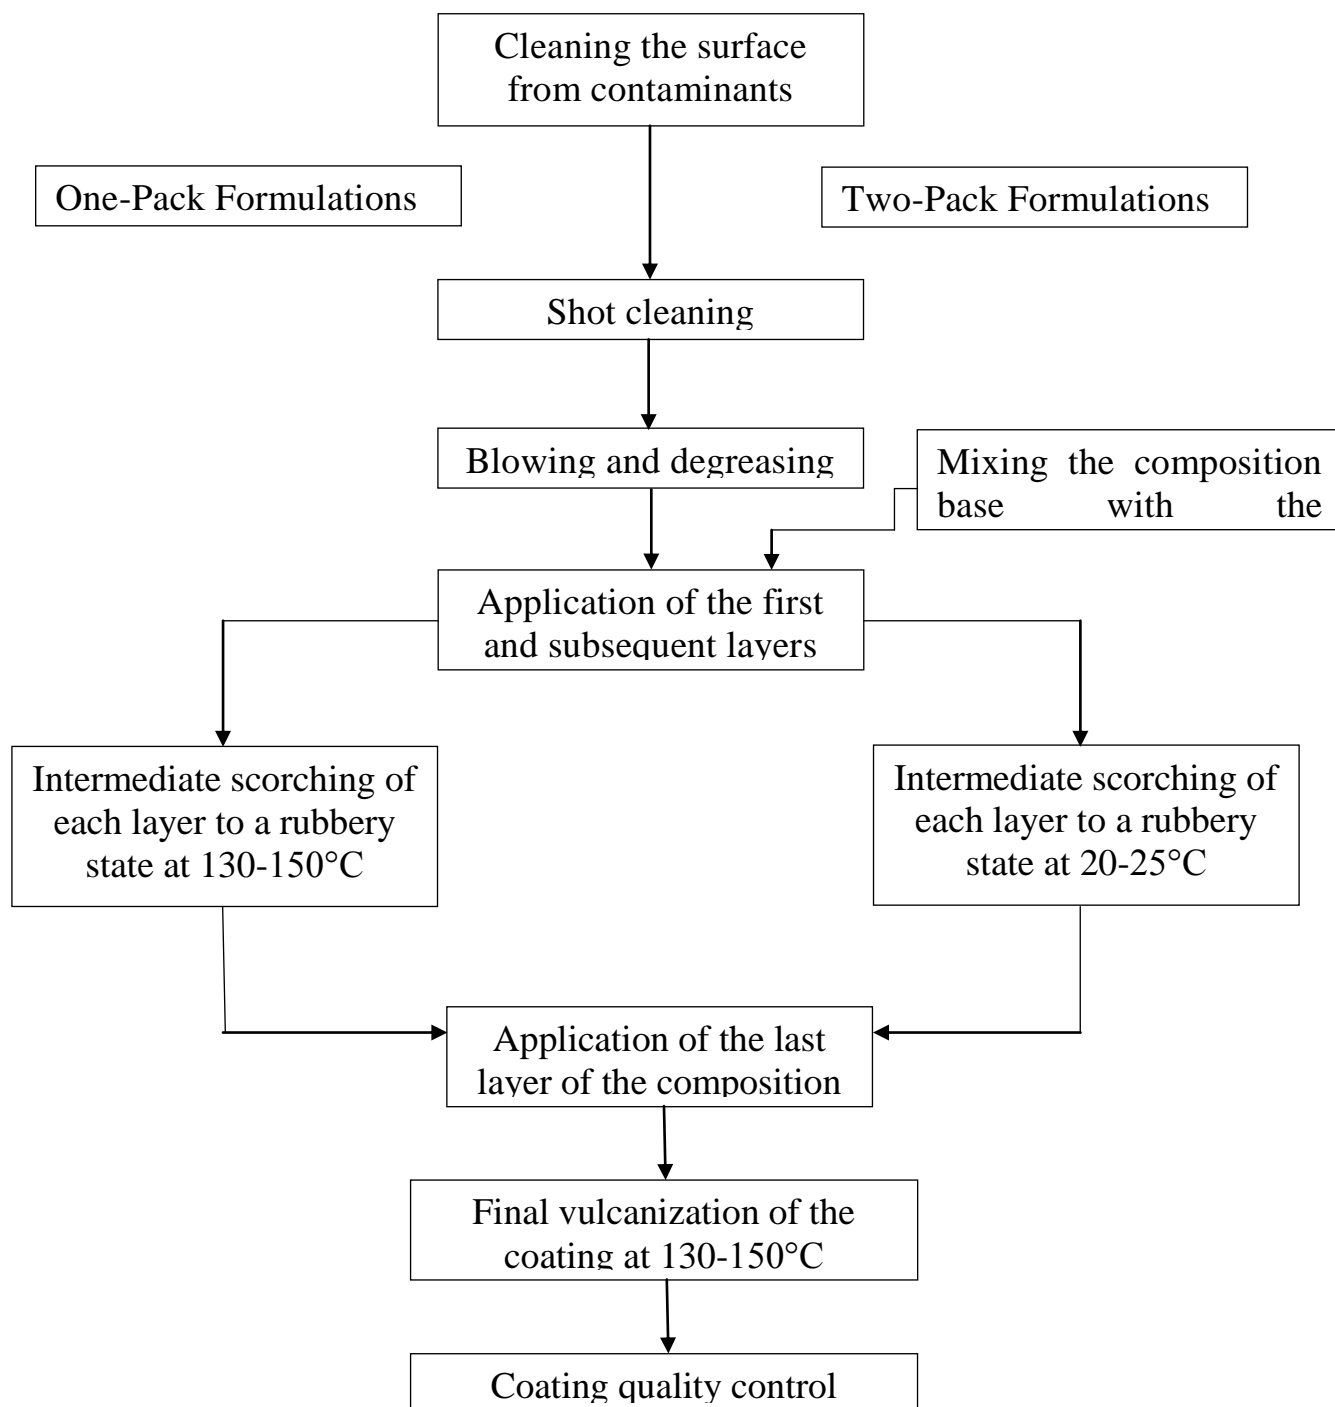 Cleaning the surface
from contaminants
One-Pack Formulations
Two-Pack Formulations
Shot cleaning
Blowing and degreasing
Mixing the composition
base with the
Application of the first
and subsequent layers
Intermediate scorching of
each layer to a rubbery
state at 130-150°C
Intermediate scorching of
each layer to a rubbery
state at 20-25°C
Application of the last
layer of the composition
Final vulcanization of the
coating at 130-150°C
Coating quality control